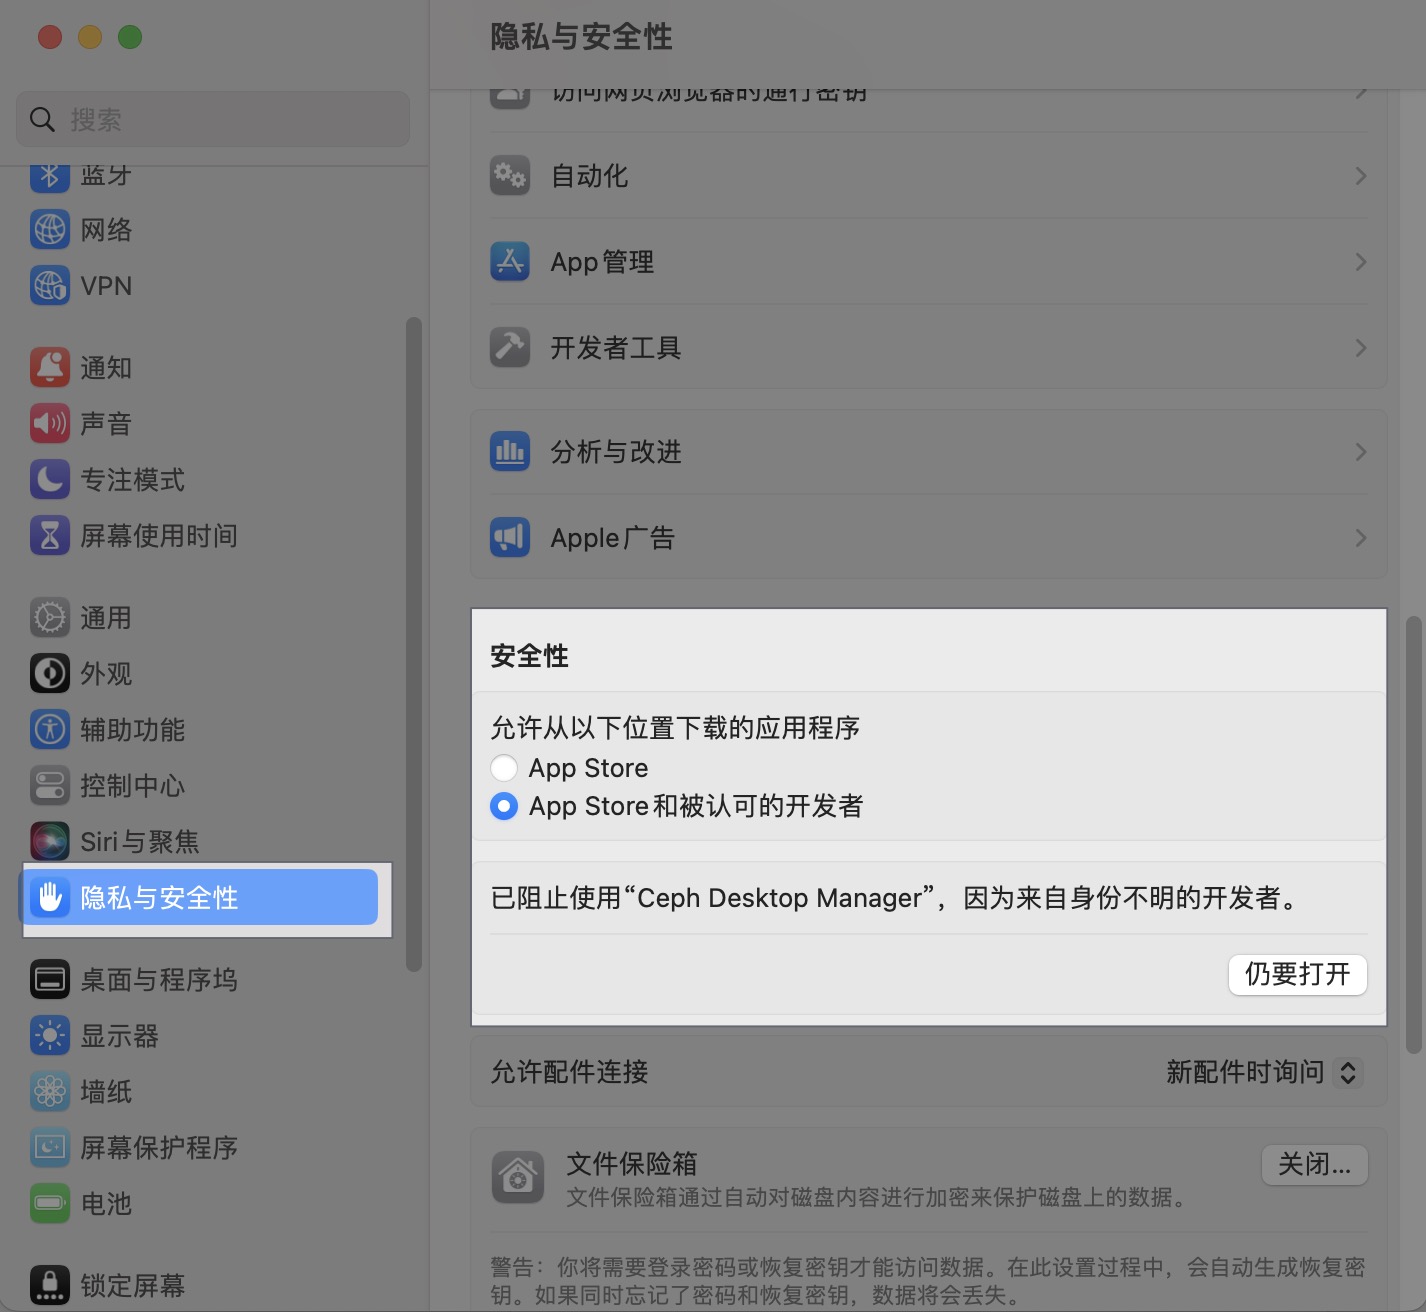 隐私与安全性
搜索
蓝牙
网络
VPN
通知
声音
专注模式
屏幕使用时间
通用
外观
辅助功能
控制中心
Siri与聚焦
隐私与安全性
桌面与程序坞
显示器
墙纸
屏幕保护程序
电池
锁定屏幕
访问网页浏览器的通行密钥
自动化
App管理
开发者工具
分析与改进
Apple广告
安全性
允许从以下位置下载的应用程序
App Store
App Store和被认可的开发者
已阻止使用“Ceph Desktop Manager”，因为来自身份不明的开发者。
仍要打开
允许配件连接
新配件时询问
文件保险箱
关闭...
文件保险箱通过自动对磁盘内容进行加密来保护磁盘上的数据。
警告：你将需要登录密码或恢复密钥才能访问数据。在此设置过程中，会自动生成恢复密
钥。如果同时忘记了密码和恢复密钥，数据将会丢失。